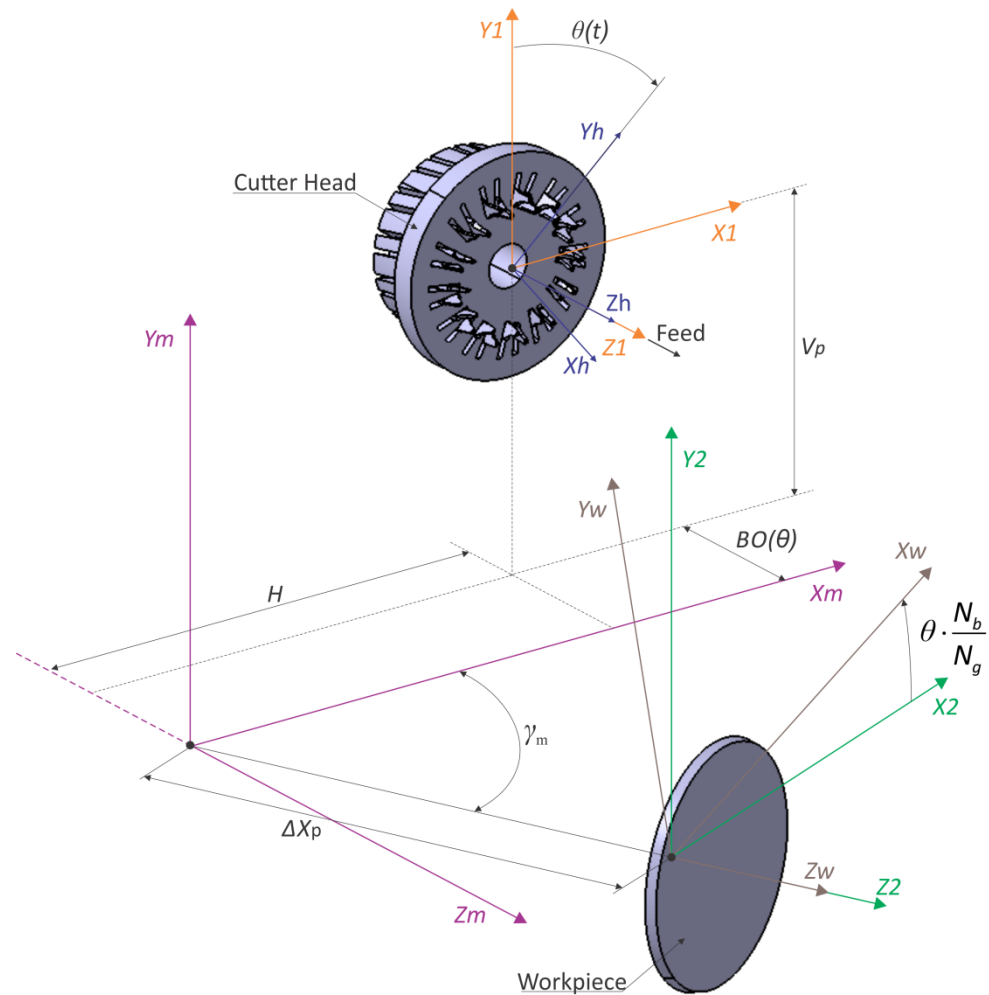 Y1
θ(t)
Yh
Cutter Head
X1
Zh
Z1
Feed
Xh
Ym
Vp
Y2
Yw
BO(θ)
Xw
H
Xm
θ · Nb
Ng
X2
γm
ΔXp
Zw
Z2
Zm
Workpiece